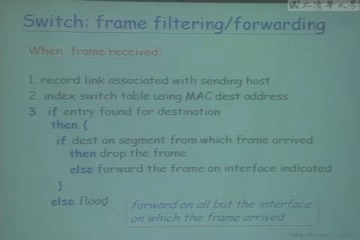 Switch: frame filtering/forwarding
When frame received:
1. record link associated with sending host
2. index switch table using MAC dest address
3 if entry found for destination
then {
if dest on segment from which frame arrived
then drop the frame
else forward the frame on interface indicated
}
else flood
forward on all but the interface
on which the frame arrived